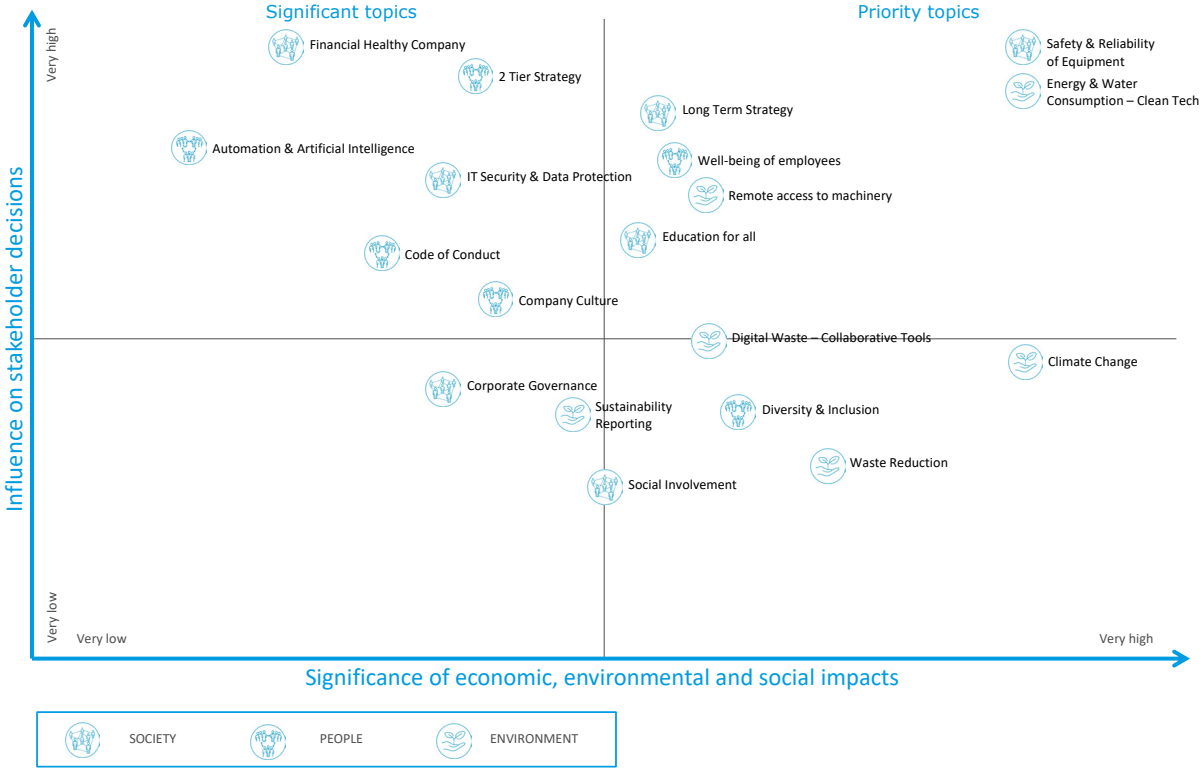 Significant topics
Priority topics
Very high
Financial Healthy Company
Safety & Reliability
of Equipment
2 Tier Strategy
Energy & Water
Consumption – Clean Tech
Long Term Strategy
Automation & Artificial Intelligence
Well-being of employees
IT Security & Data Protection
Remote access to machinery
Education for all
Code of Conduct
Company Culture
Influence on stakeholder decisions
Digital Waste – Collaborative Tools
Climate Change
Corporate Governance
Sustainability
Reporting
Diversity & Inclusion
Waste Reduction
Social Involvement
Very low
Very low
Very high
Significance of economic, environmental and social impacts
SOCIETY
PEOPLE
ENVIRONMENT